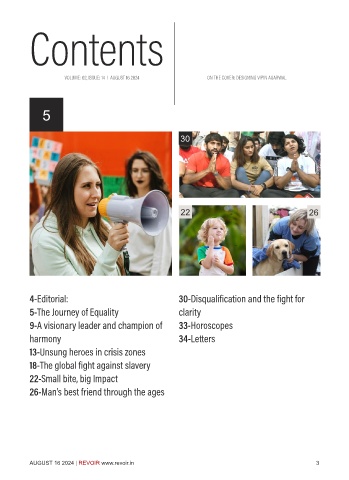 Contents
VOLUME: 02, ISSUE: 14 | AUGUST 16 2024
ON THE COVER: DESIGNING VIPIN AGARWAL
5
30
22
26
4-Editorial:
5-The Journey of Equality
9-A visionary leader and champion of
harmony
13-Unsung heroes in crisis zones
18-The global fight against slavery
22-Small bite, big Impact
26-Man's best friend through the ages
30-Disqualification and the fight for
clarity
33-Horoscopes
34-Letters
AUGUST 16 2024 | REVOIR www.revoir.in
3